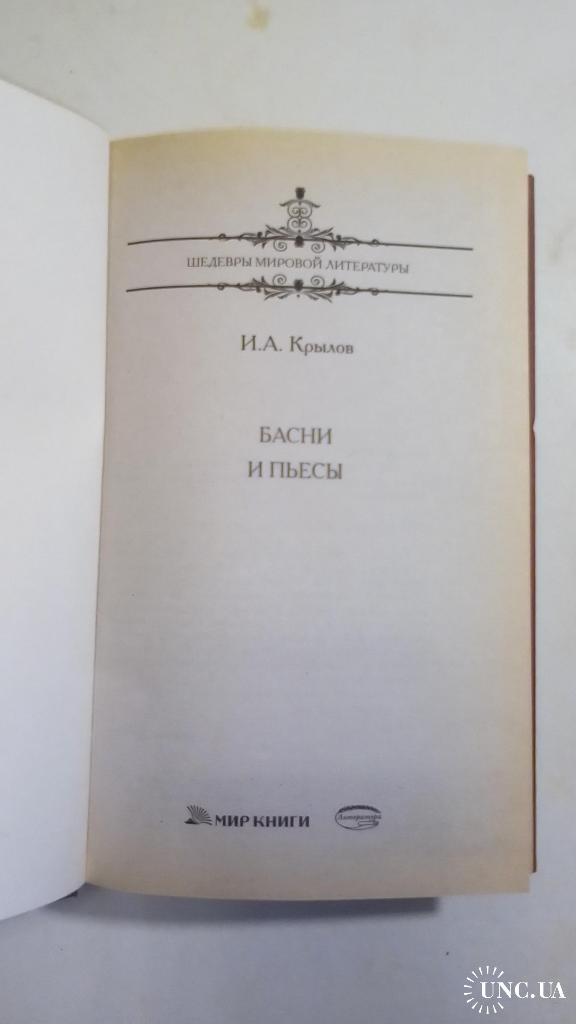 ШЕДЕВРЫ МИРОВОЙ ЛИТЕРАТУРЫ
И.А. Крылов
БАСНИ
И ПЬЕСЫ
МИР КНИГИ
Литература
UNC.UA